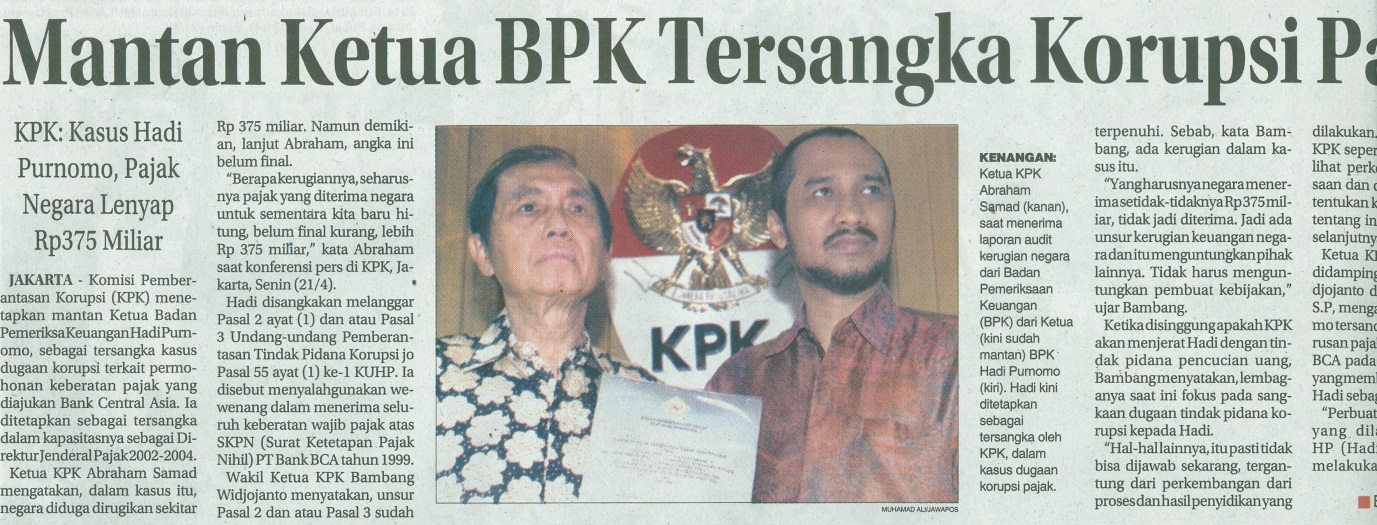 Mantan Ketua BPK Tersangka Korupsi Pa
KPK: Kasus Hadi
Purnomo, Pajak
Negara Lenyap
Rp375 Miliar
JAKARTA - Komisi Pember-
antasan Korupsi (KPK) mene-
tapkan mantan Ketua Badan
Pemeriksa Keuangan Hadi Purn-
omo, sebagai tersangka kasus
dugaan korupsi terkait permo-
honan keberatan pajak yang
diajukan Bank Central Asia. Ia
ditetapkan sebagai tersangka
dalam kapasitasnya sebagai Di-
rektur Jenderal Pajak 2002-2004.
Ketua KPK Abraham Samad
mengatakan, dalam kasus itu,
negara diduga dirugikan sekitar
Rp 375 miliar. Namun demiki-
an, lanjut Abraham, angka ini
belum final.
“Berapa kerugiannya, seharus-
nya pajak yang diterima negara
untuk sementara kita baru hi-
tung, belum final kurang, lebih
Rp 375 miliar,” kata Abraham
saat konferensi pers di KPK, Ja-
karta, Senin (21/4).
Hadi disangkakan melanggar
Pasal 2 ayat (1) dan atau Pasal
3 Undang-undang Pemberan-
tasan Tindak Pidana Korupsi jo
Pasal 55 ayat (1) ke-1 KUHP. Ia
disebut menyalahgunakan we-
wenang dalam menerima selu-
ruh keberatan wajib pajak atas
SKPN (Surat Ketetapan Pajak
Nihil) PT Bank BCA tahun 1999.
Wakil Ketua KPK Bambang
Widjojanto menyatakan, unsur
Pasal 2 dan atau Pasal 3 sudah
KPK
MUHAMAD ALI/JAWAPOS
KENANGAN:
Ketua KPK
Abraham
Samad (kanan),
saat menerima
laporan audit
kerugian negara
dari Badan
Pemeriksaan
Keuangan
(BPK) dari Ketua
(kini sudah
mantan) BPK
Hadi Purnomo
(kiri). Hadi kini
ditetapkan
sebagai
tersangka oleh
KPK, dalam
kasus dugaan
korupsi pajak.
terpenuhi. Sebab, kata Bam-
bang, ada kerugian dalam ka-
sus itu.
“Yang harusnya negara mener-
ima setidak-tidaknya Rp 375 mil-
iar, tidak jadi diterima. Jadi ada
unsur kerugian keuangan nega-
ra dan itu menguntungkan pihak
lainnya. Tidak harus mengun-
tungkan pembuat kebijakan,”
ujar Bambang.
Ketika disinggung apakah KPK
akan menjerat Hadi dengan tin-
dak pidana pencucian uang,
Bambang menyatakan, lembag-
anya saat ini fokus pada sang-
kaan dugaan tindak pidana ko-
rupsi kepada Hadi.
“Hal-hal lainnya, itu pasti tidak
bisa dijawab sekarang, tergan-
tung dari perkembangan dari
proses dan hasil penyidikan yang
dilakukan.
KPK seper
lihat perke
saan dan d
tentukan k
tentang in
selanjutny
Ketua KP
didamping
djojanto d
S.P, menga
mo tersang
rusan paja
BCA pada
yang memb
Hadi sebag
“Perbuat
yang dila
HP (Hadi
melakuka